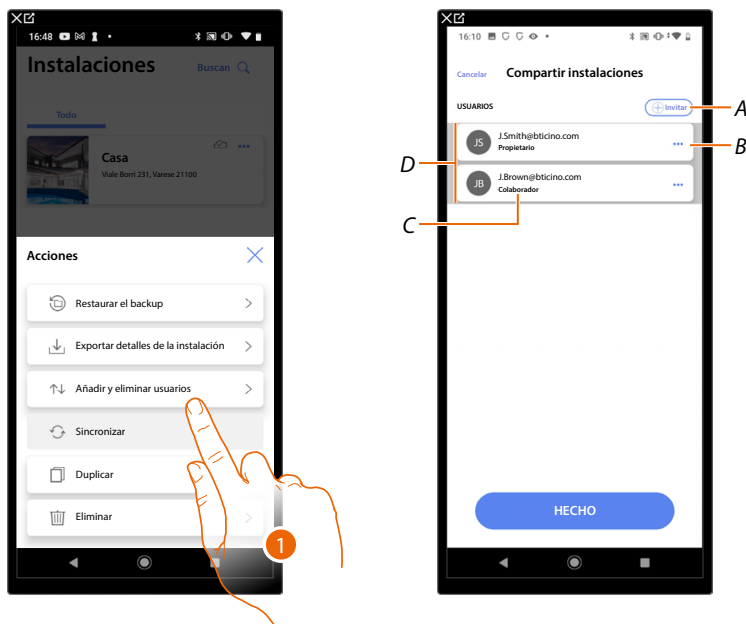 16:48
Instalaciones
Buscan
Todo
Casa
Viale Borri 231, Varese 21100
Acciones
Restaurar el backup
Exportar detalles de la instalación
Añadir y eliminar usuarios
Sincronizar
Duplicar
Eliminar
1
16:10
Cancelar
Compartir instalaciones
USUARIOS
Invitar
A
JS
J.Smith@bticino.com
Propietario
B
D
JB
J.Brown@bticino.com
Colaborador
C
HECHO